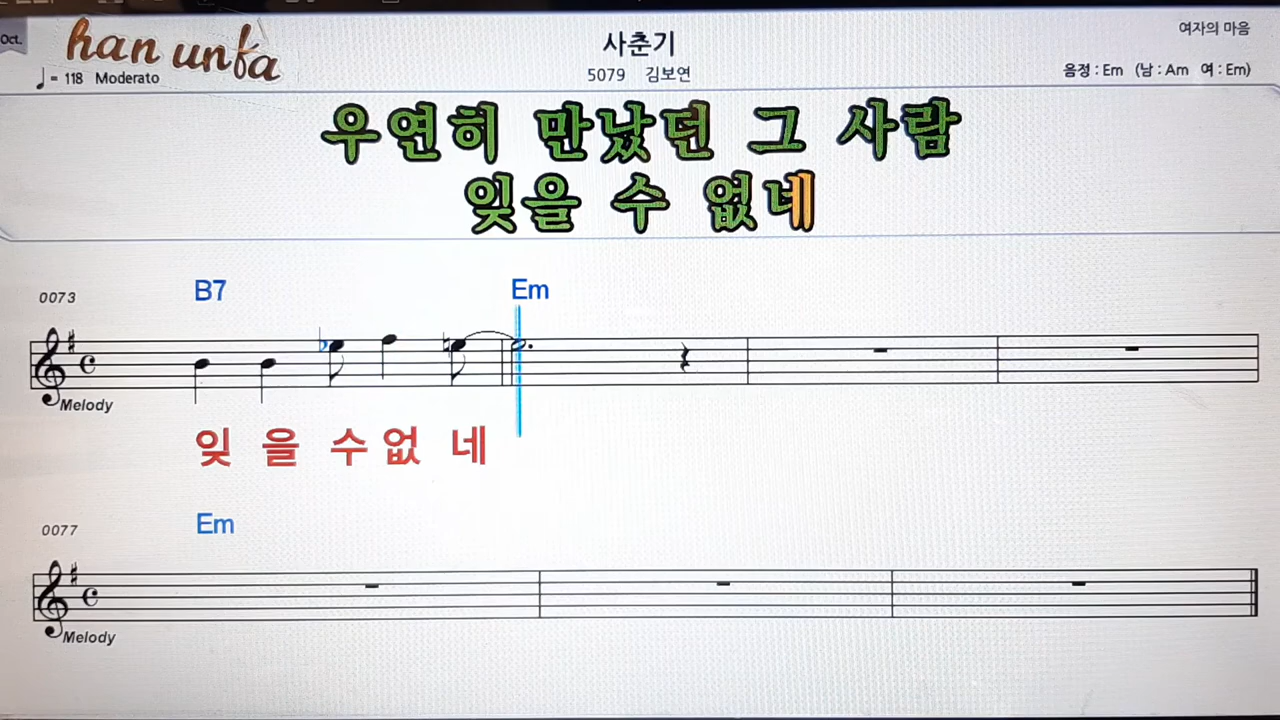 Oct.
han unfa
사춘기
여자의 마음
♩= 118 Moderato
5079 김보연
음정 : Em (남 : Am 여 : Em)
우연히 만났던 그 사람
잊을 수 없네
0073
B7 Em
Melody
잊 을 수 없 네
0077
Em
Melody